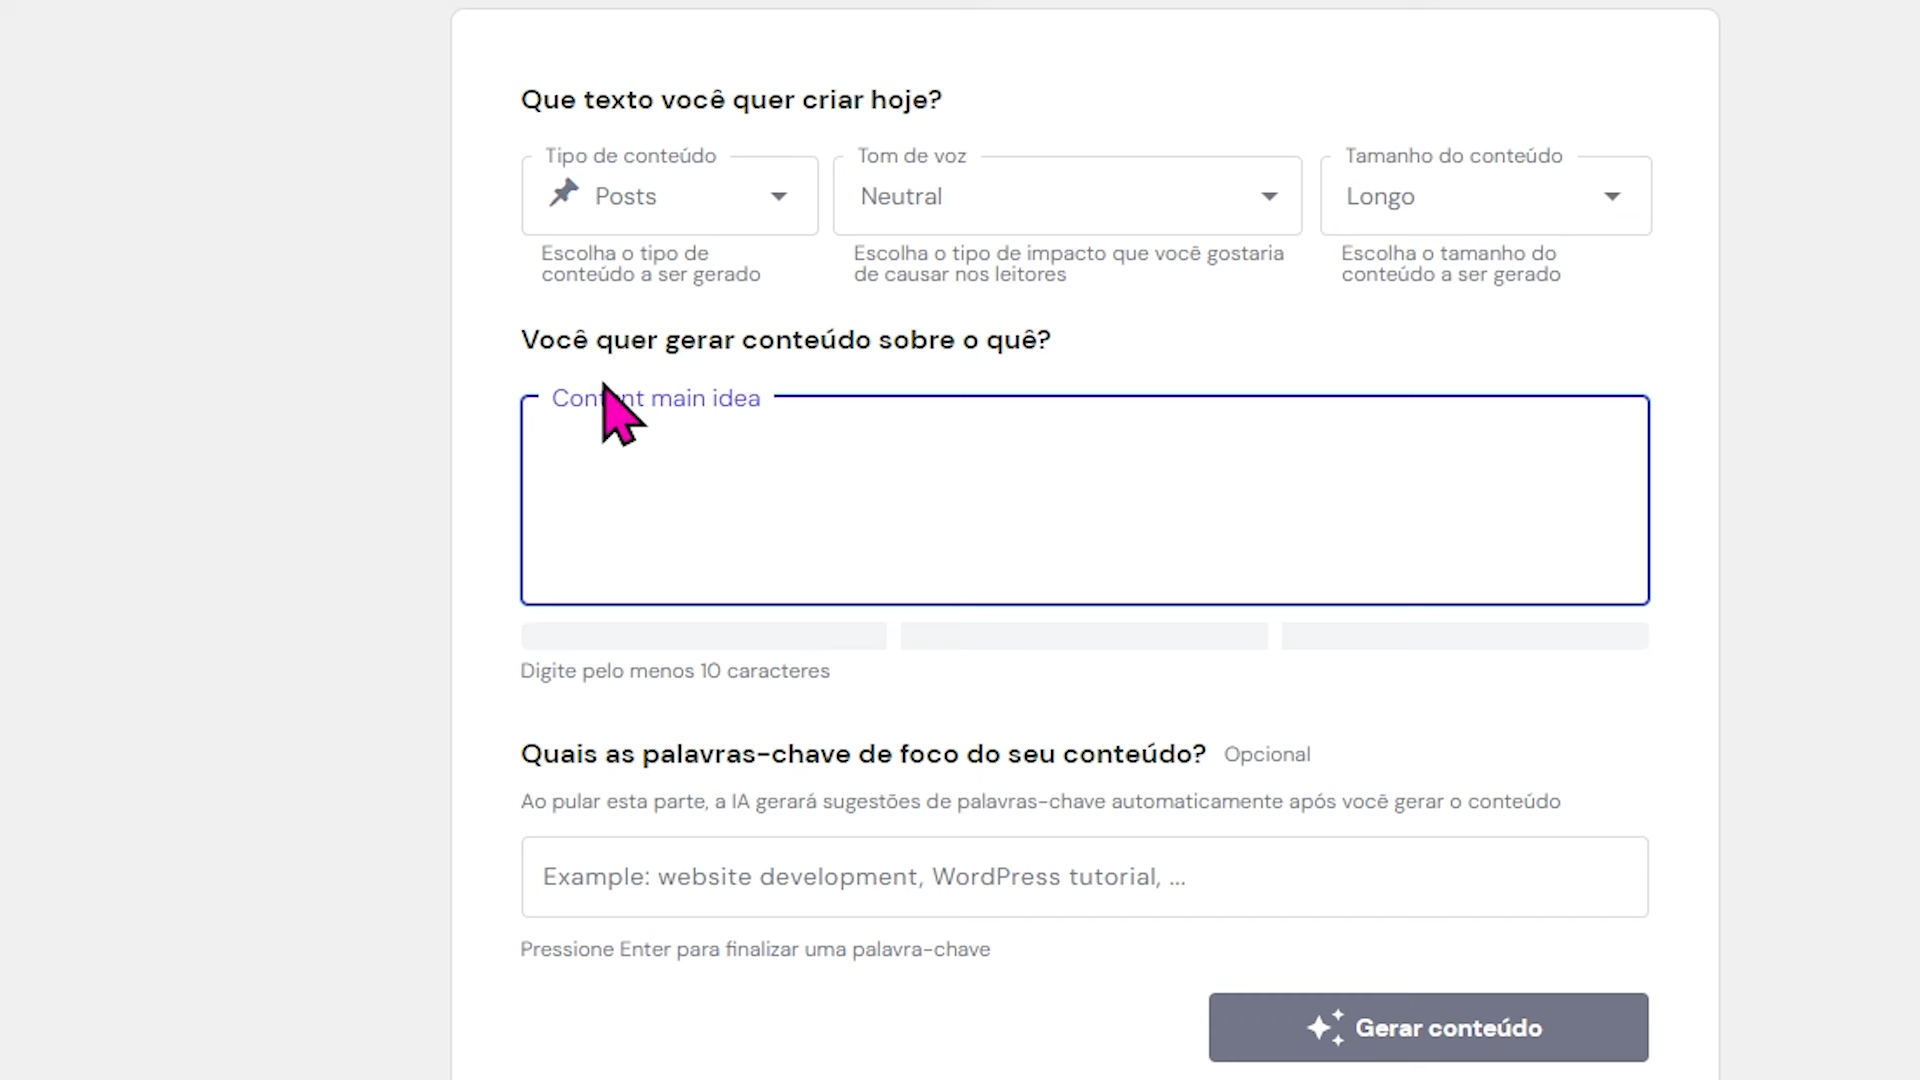 Que texto você quer criar hoje?
Tipo de conteúdo
Tom de voz
Tamanho do conteúdo
Posts
Neutral
Longo
Escolha o tipo de
conteúdo a ser gerado
Escolha o tipo de impacto que você gostaria
de causar nos leitores
Escolha o tamanho do
conteúdo a ser gerado
Você quer gerar conteúdo sobre o quê?
Content main idea
Digite pelo menos 10 caracteres
Quais as palavras-chave de foco do seu conteúdo? Opcional
Ao pular esta parte, a IA gerará sugestões de palavras-chave automaticamente após você gerar o conteúdo
Example: website development, WordPress tutorial, ...
Pressione Enter para finalizar uma palavra-chave
Gerar conteúdo